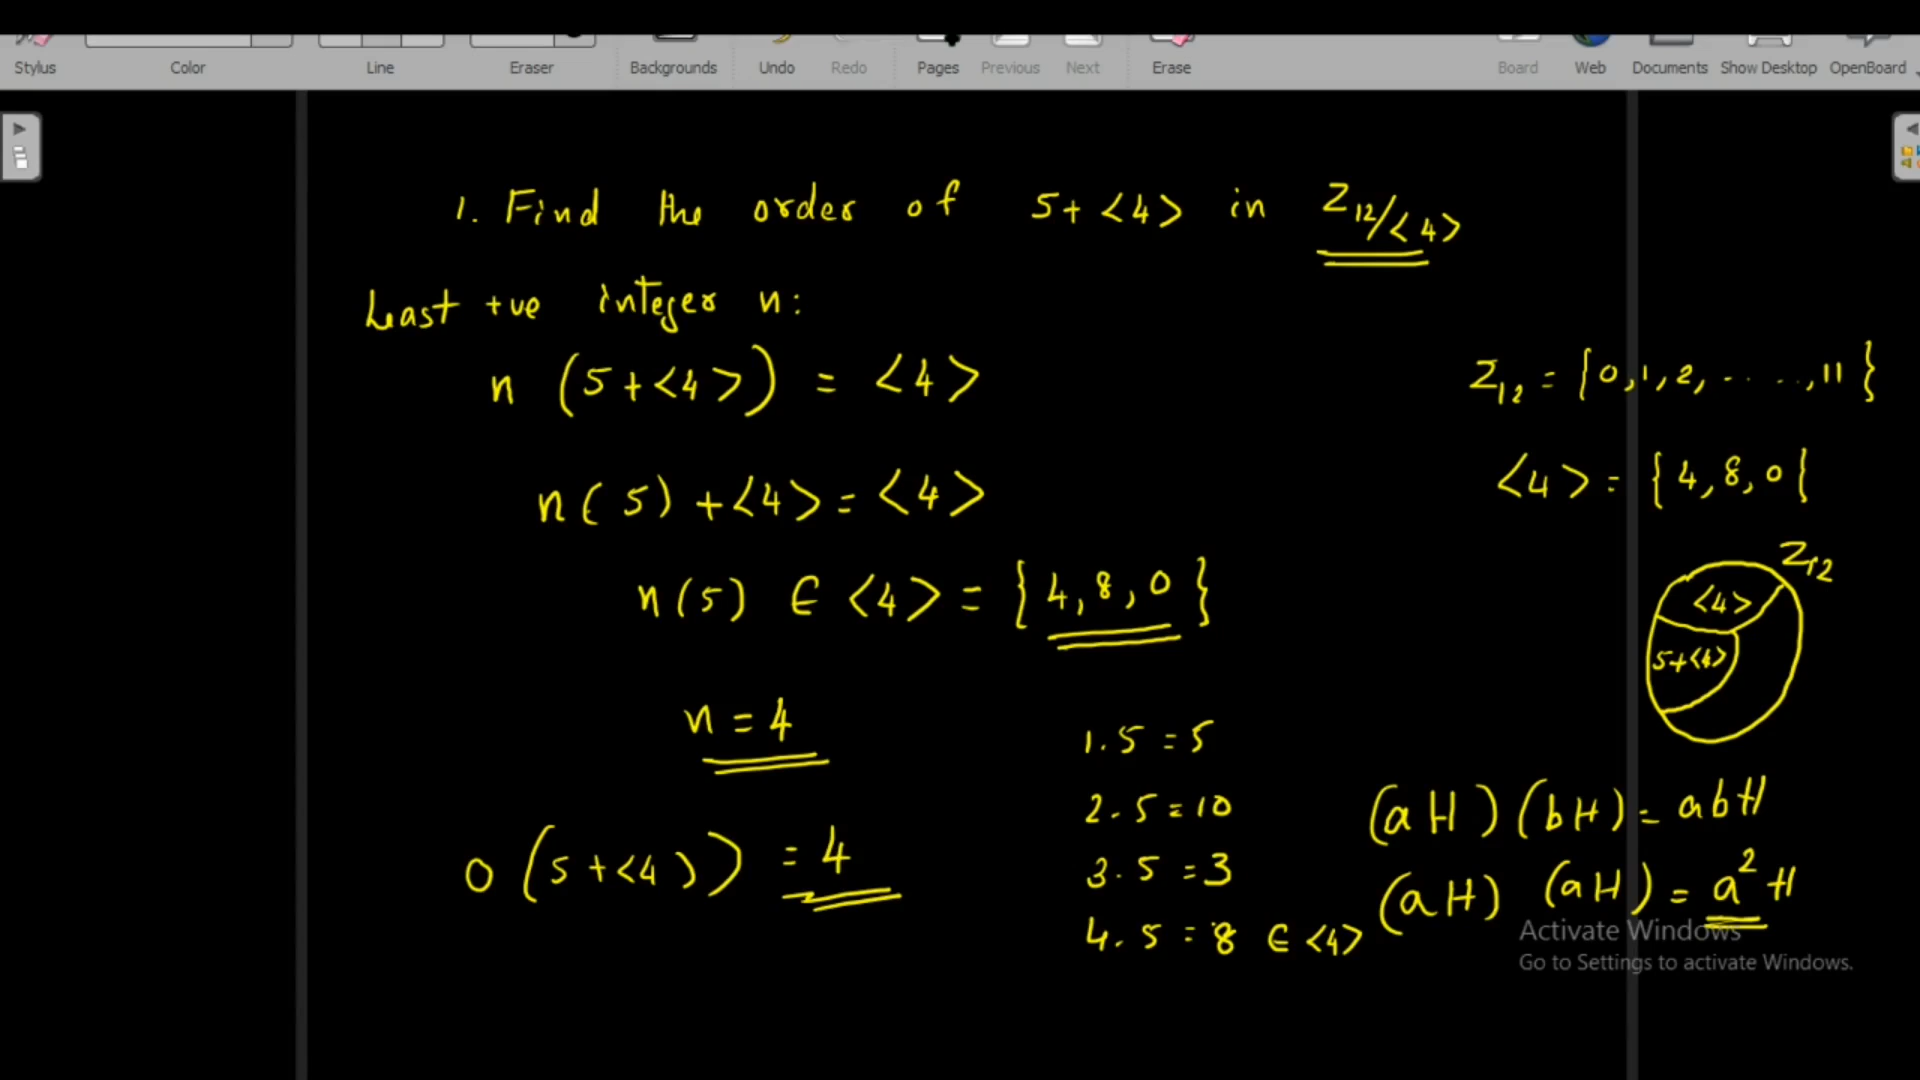 Stylus Color Line Eraser Backgrounds Undo Redo Pages Previous Next Erase Board Web Documents Show Desktop OpenBoard
1. Find the order of 5+<4> in Z12/<4>
Least +ve integer n:
n (5+<4>) = <4>
Z12 = {0,1,2,.....,11}
n(5)+<4>=<4>
<4> = {4,8,0}
n(5) ∈ <4> = {4,8,0}
Z12
<4>
5+<4>
n=4
1.5=5
2.5=10
(aH)(bH)=abH
o(5+<4>)=4
3.5=3
(aH)(aH)=a²H
4.5=8 ∈ <4>
Activate Windows
Go to Settings to activate Windows.